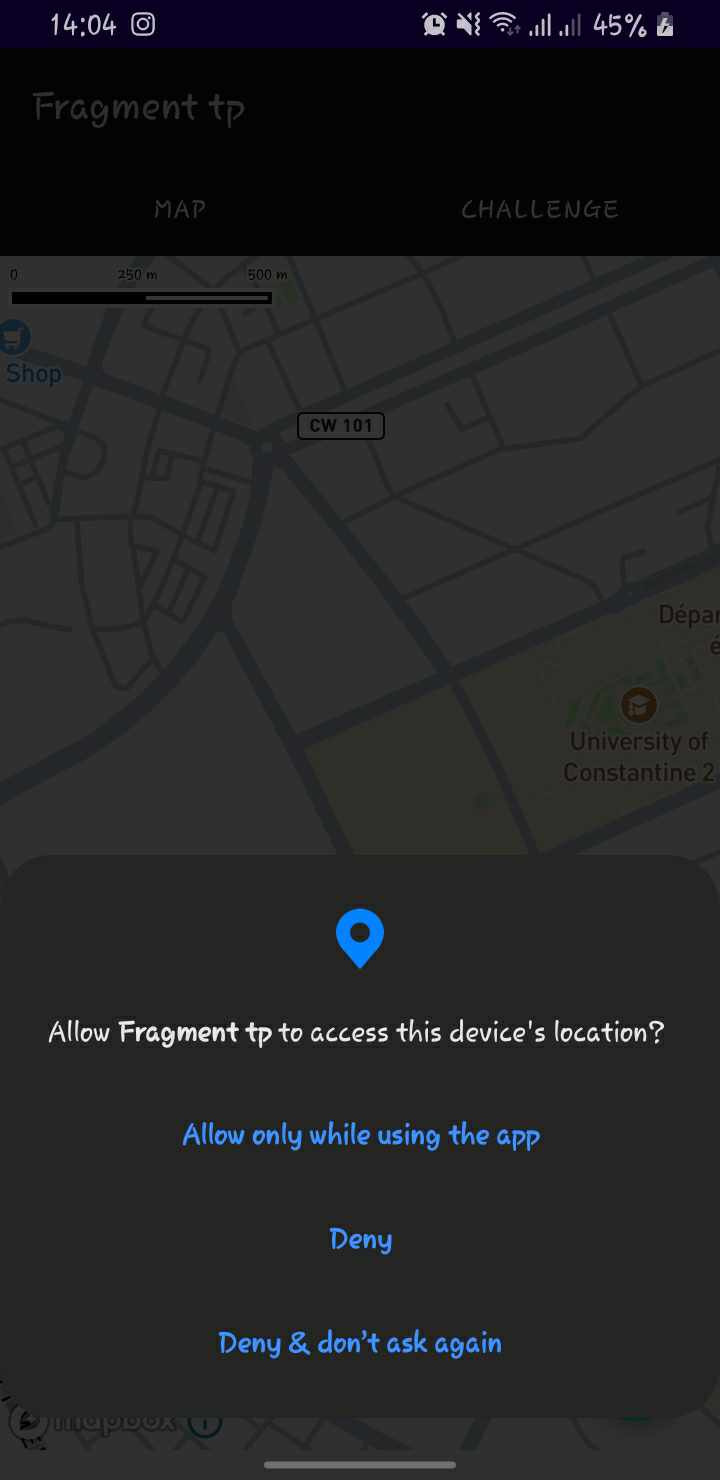 14:04 45%
Fragment tp
MAP CHALLENGE
0 250 m 500 m
Shop
CW 101
Dépar
é
University of
Constantine 2
Allow Fragment tp to access this device's location?
Allow only while using the app
Deny
Deny & don't ask again
mapbox